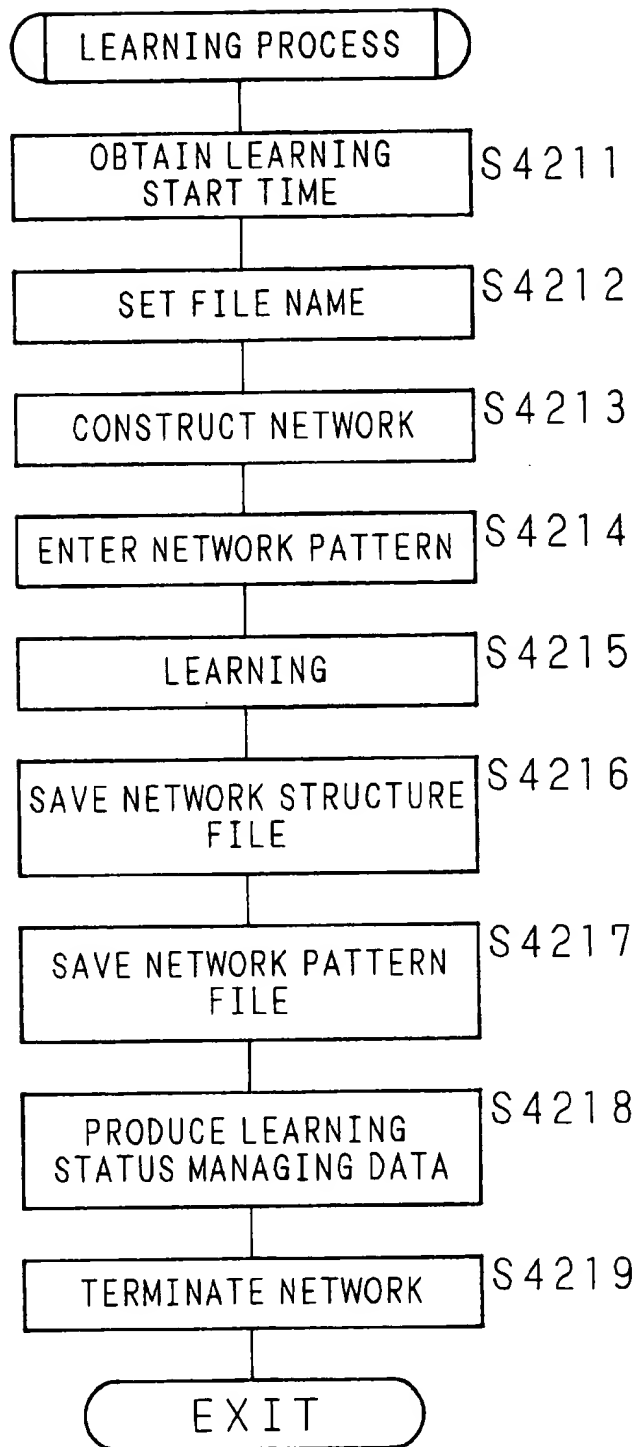 LEARNING PROCESS
OBTAIN LEARNING
START TIME
S4211
SET FILE NAME
S4212
CONSTRUCT NETWORK
S4213
ENTER NETWORK PATTERN
S4214
LEARNING
S4215
SAVE NETWORK STRUCTURE
FILE
S4216
SAVE NETWORK PATTERN
FILE
S4217
PRODUCE LEARNING
STATUS MANAGING DATA
S4218
TERMINATE NETWORK
S4219
EXIT